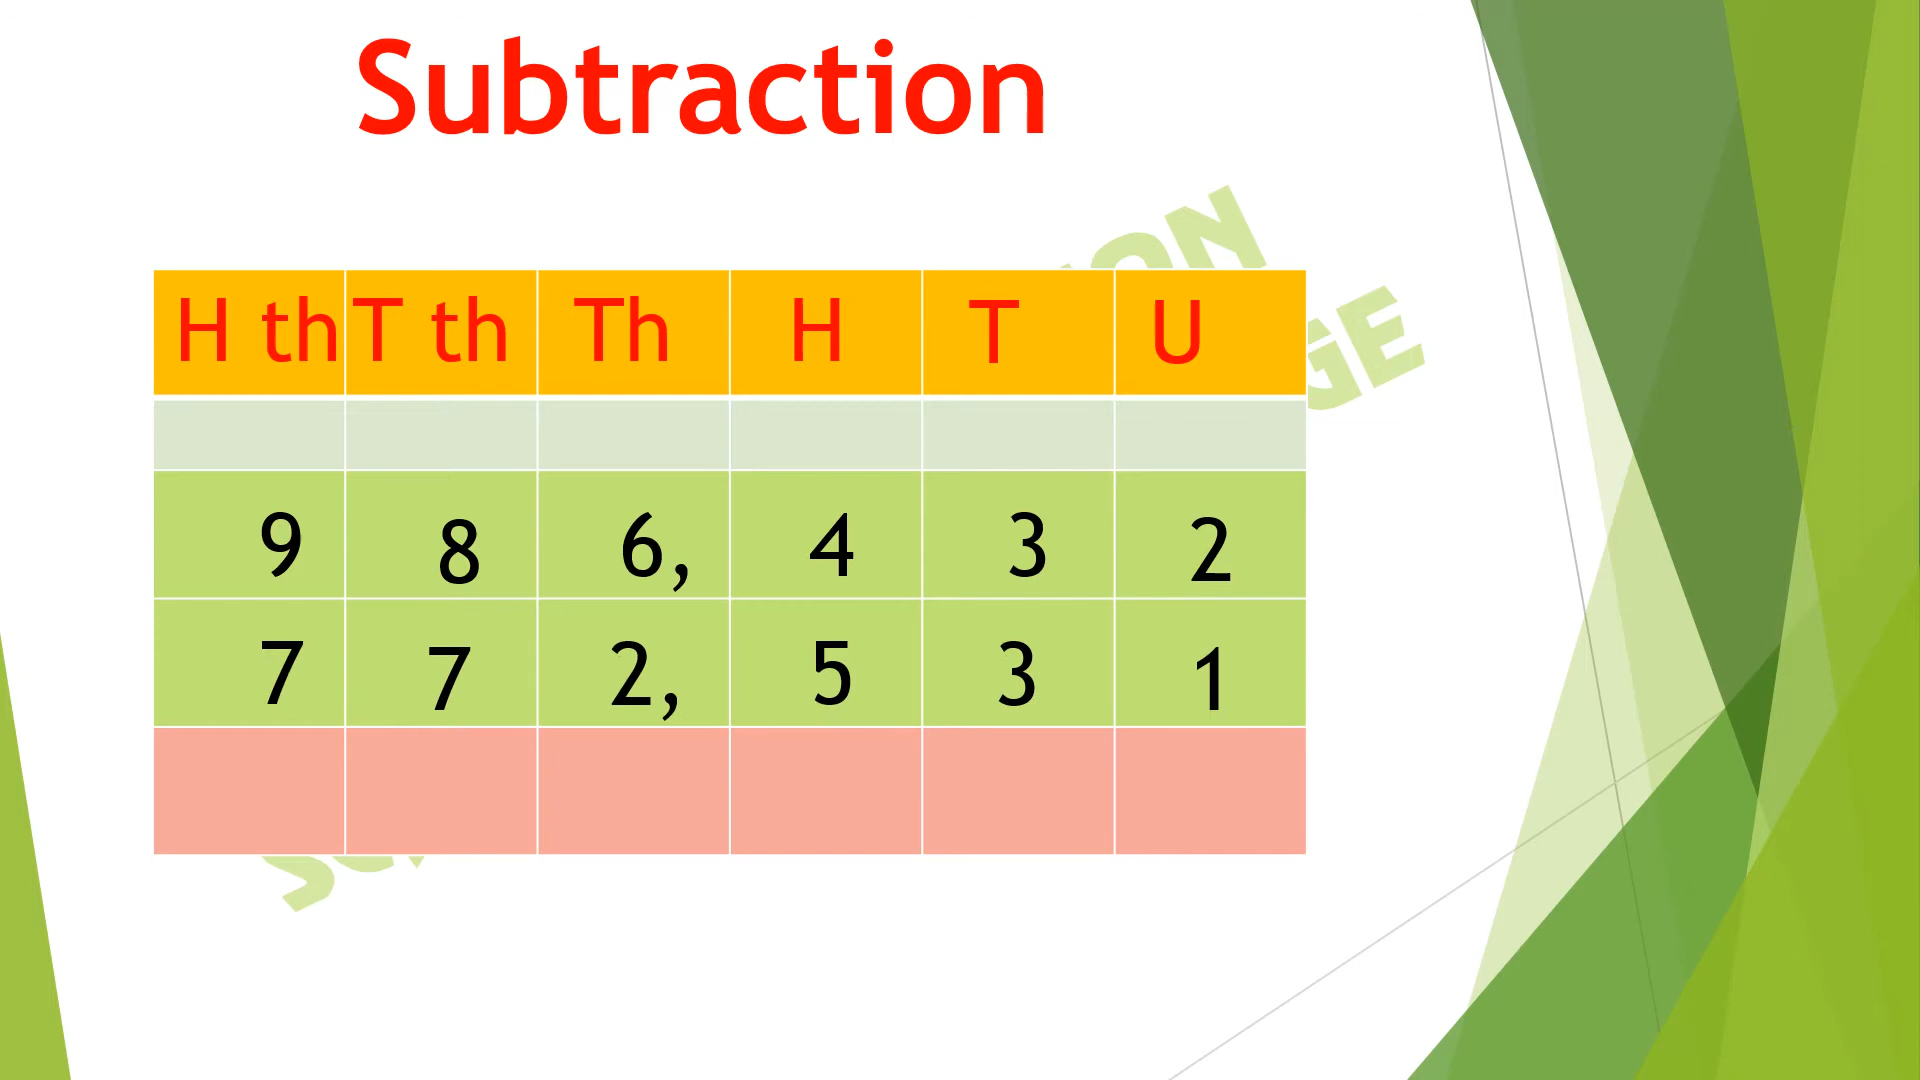 Subtraction
H th T th Th H T U
9 8 6, 4 3 2
7 7 2, 5 3 1